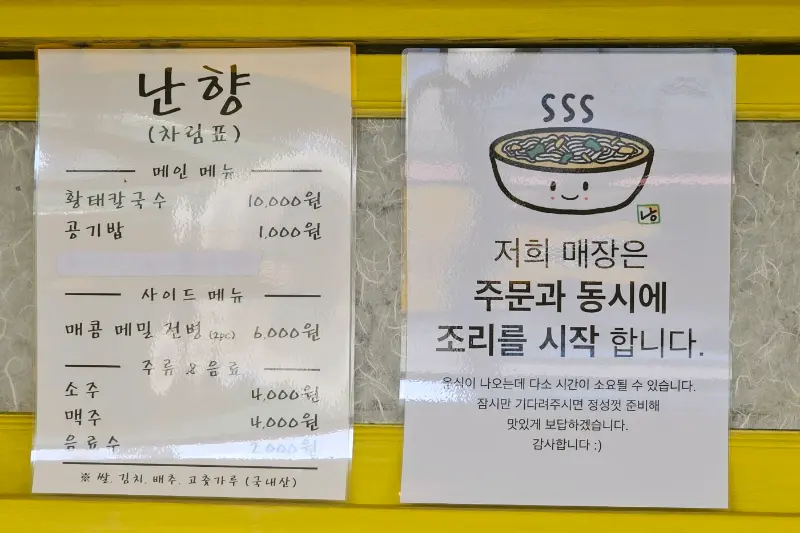 난향
(차림표)
메인 메뉴
황태칼국수 10,000원
공기밥 1,000원
사이드 메뉴
매콤 메밀 전병 (2pc) 6,000원
주류 & 음료
소주 4,000원
맥주 4,000원
음료수 2,000원
※ 쌀, 김치, 배추, 고춧가루 (국내산)
SSS
낭
저희 매장은
주문과 동시에
조리를 시작 합니다.
음식이 나오는데 다소 시간이 소요될 수 있습니다.
잠시만 기다려주시면 정성껏 준비해
맛있게 보답하겠습니다.
감사합니다 :)